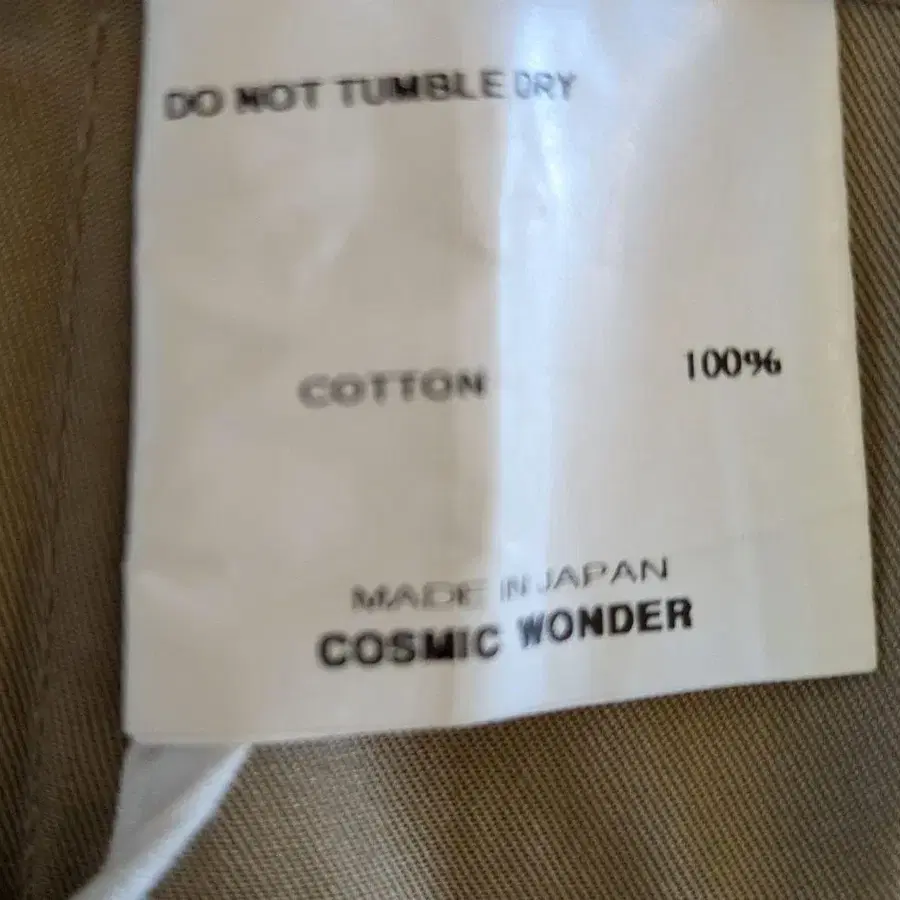 DO NOT TUMBLE DRY
COTTON 100%
MADE IN JAPAN
COSMIC WONDER